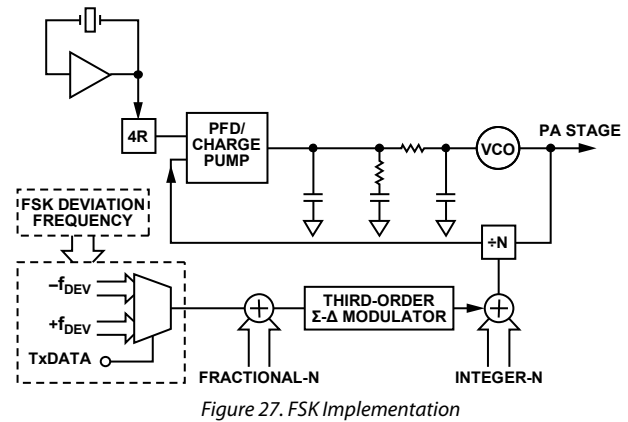 4R
PFD/
CHARGE
PUMP
VCO
PA STAGE
÷N
FSK DEVIATION
FREQUENCY
–fDEV
+fDEV
TxDATA
THIRD-ORDER
Σ-Δ MODULATOR
FRACTIONAL-N
INTEGER-N
Figure 27. FSK Implementation